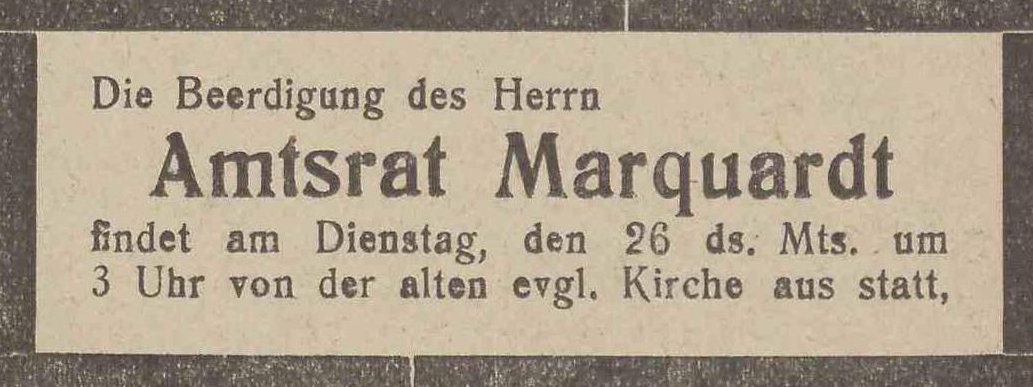 Die Beerdigung des Herrn
Amtsrat Marquardt
findet am Dienstag, den 26 ds. Mts. um
3 Uhr von der alten evgl. Kirche aus statt,